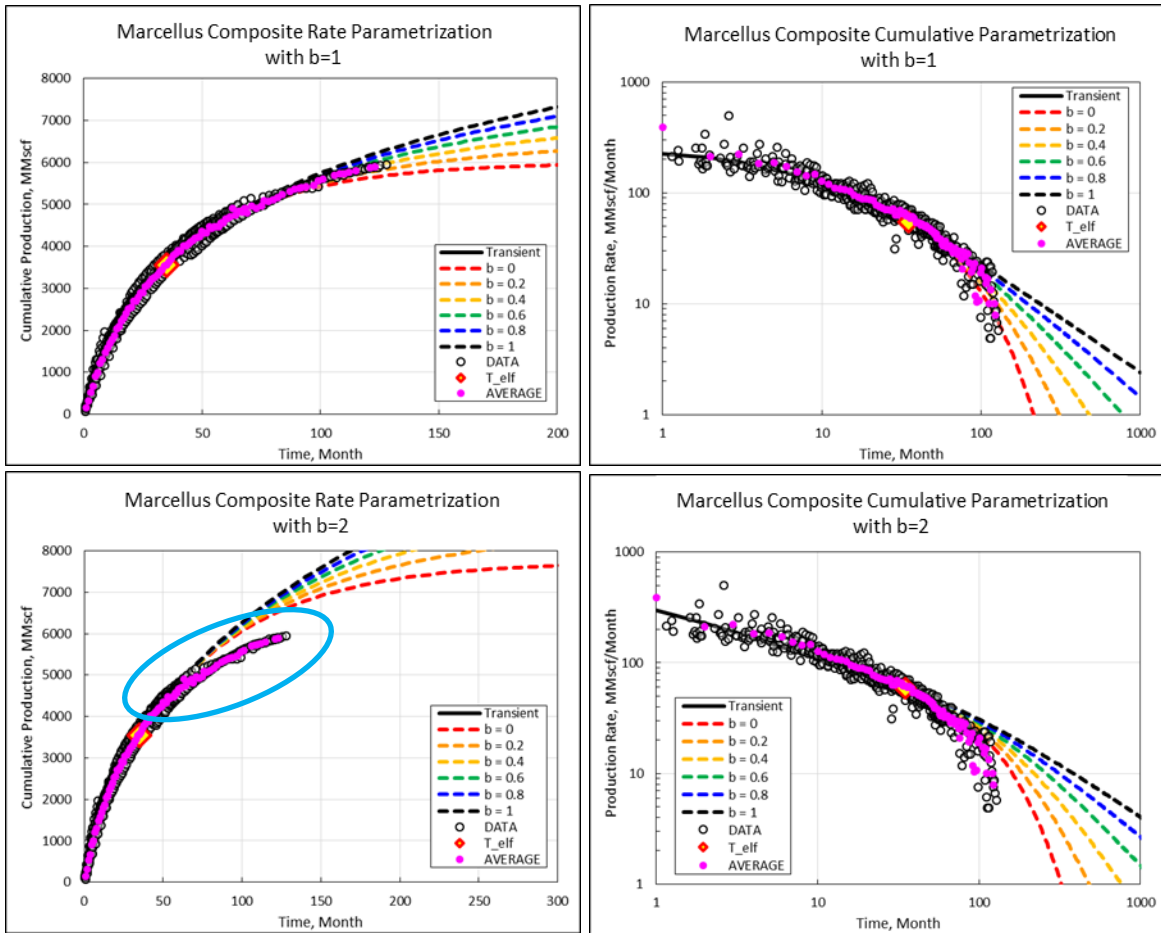 Marcellus Composite Rate Parametrization
with b=1
8000
7000
6000
5000
4000
3000
2000
1000
0
Cumulative Production, MMscf
0 50 100 150 200
Time, Month
Transient
b = 0
b = 0.2
b = 0.4
b = 0.6
b = 0.8
b = 1
DATA
T_elf
AVERAGE
Marcellus Composite Cumulative Parametrization
with b=1
1000
100
10
1
Production Rate, MMscf/Month
1 10 100 1000
Time, Month
Transient
b = 0
b = 0.2
b = 0.4
b = 0.6
b = 0.8
b = 1
DATA
T_elf
AVERAGE
Marcellus Composite Rate Parametrization
with b=2
8000
7000
6000
5000
4000
3000
2000
1000
0
Cumulative Production, MMscf
0 50 100 150 200 250 300
Time, Month
Transient
b = 0
b = 0.2
b = 0.4
b = 0.6
b = 0.8
b = 1
DATA
T_elf
AVERAGE
Marcellus Composite Cumulative Parametrization
with b=2
1000
100
10
1
Production Rate, MMscf/Month
1 10 100 1000
Time, Month
Transient
b = 0
b = 0.2
b = 0.4
b = 0.6
b = 0.8
b = 1
DATA
T_elf
AVERAGE